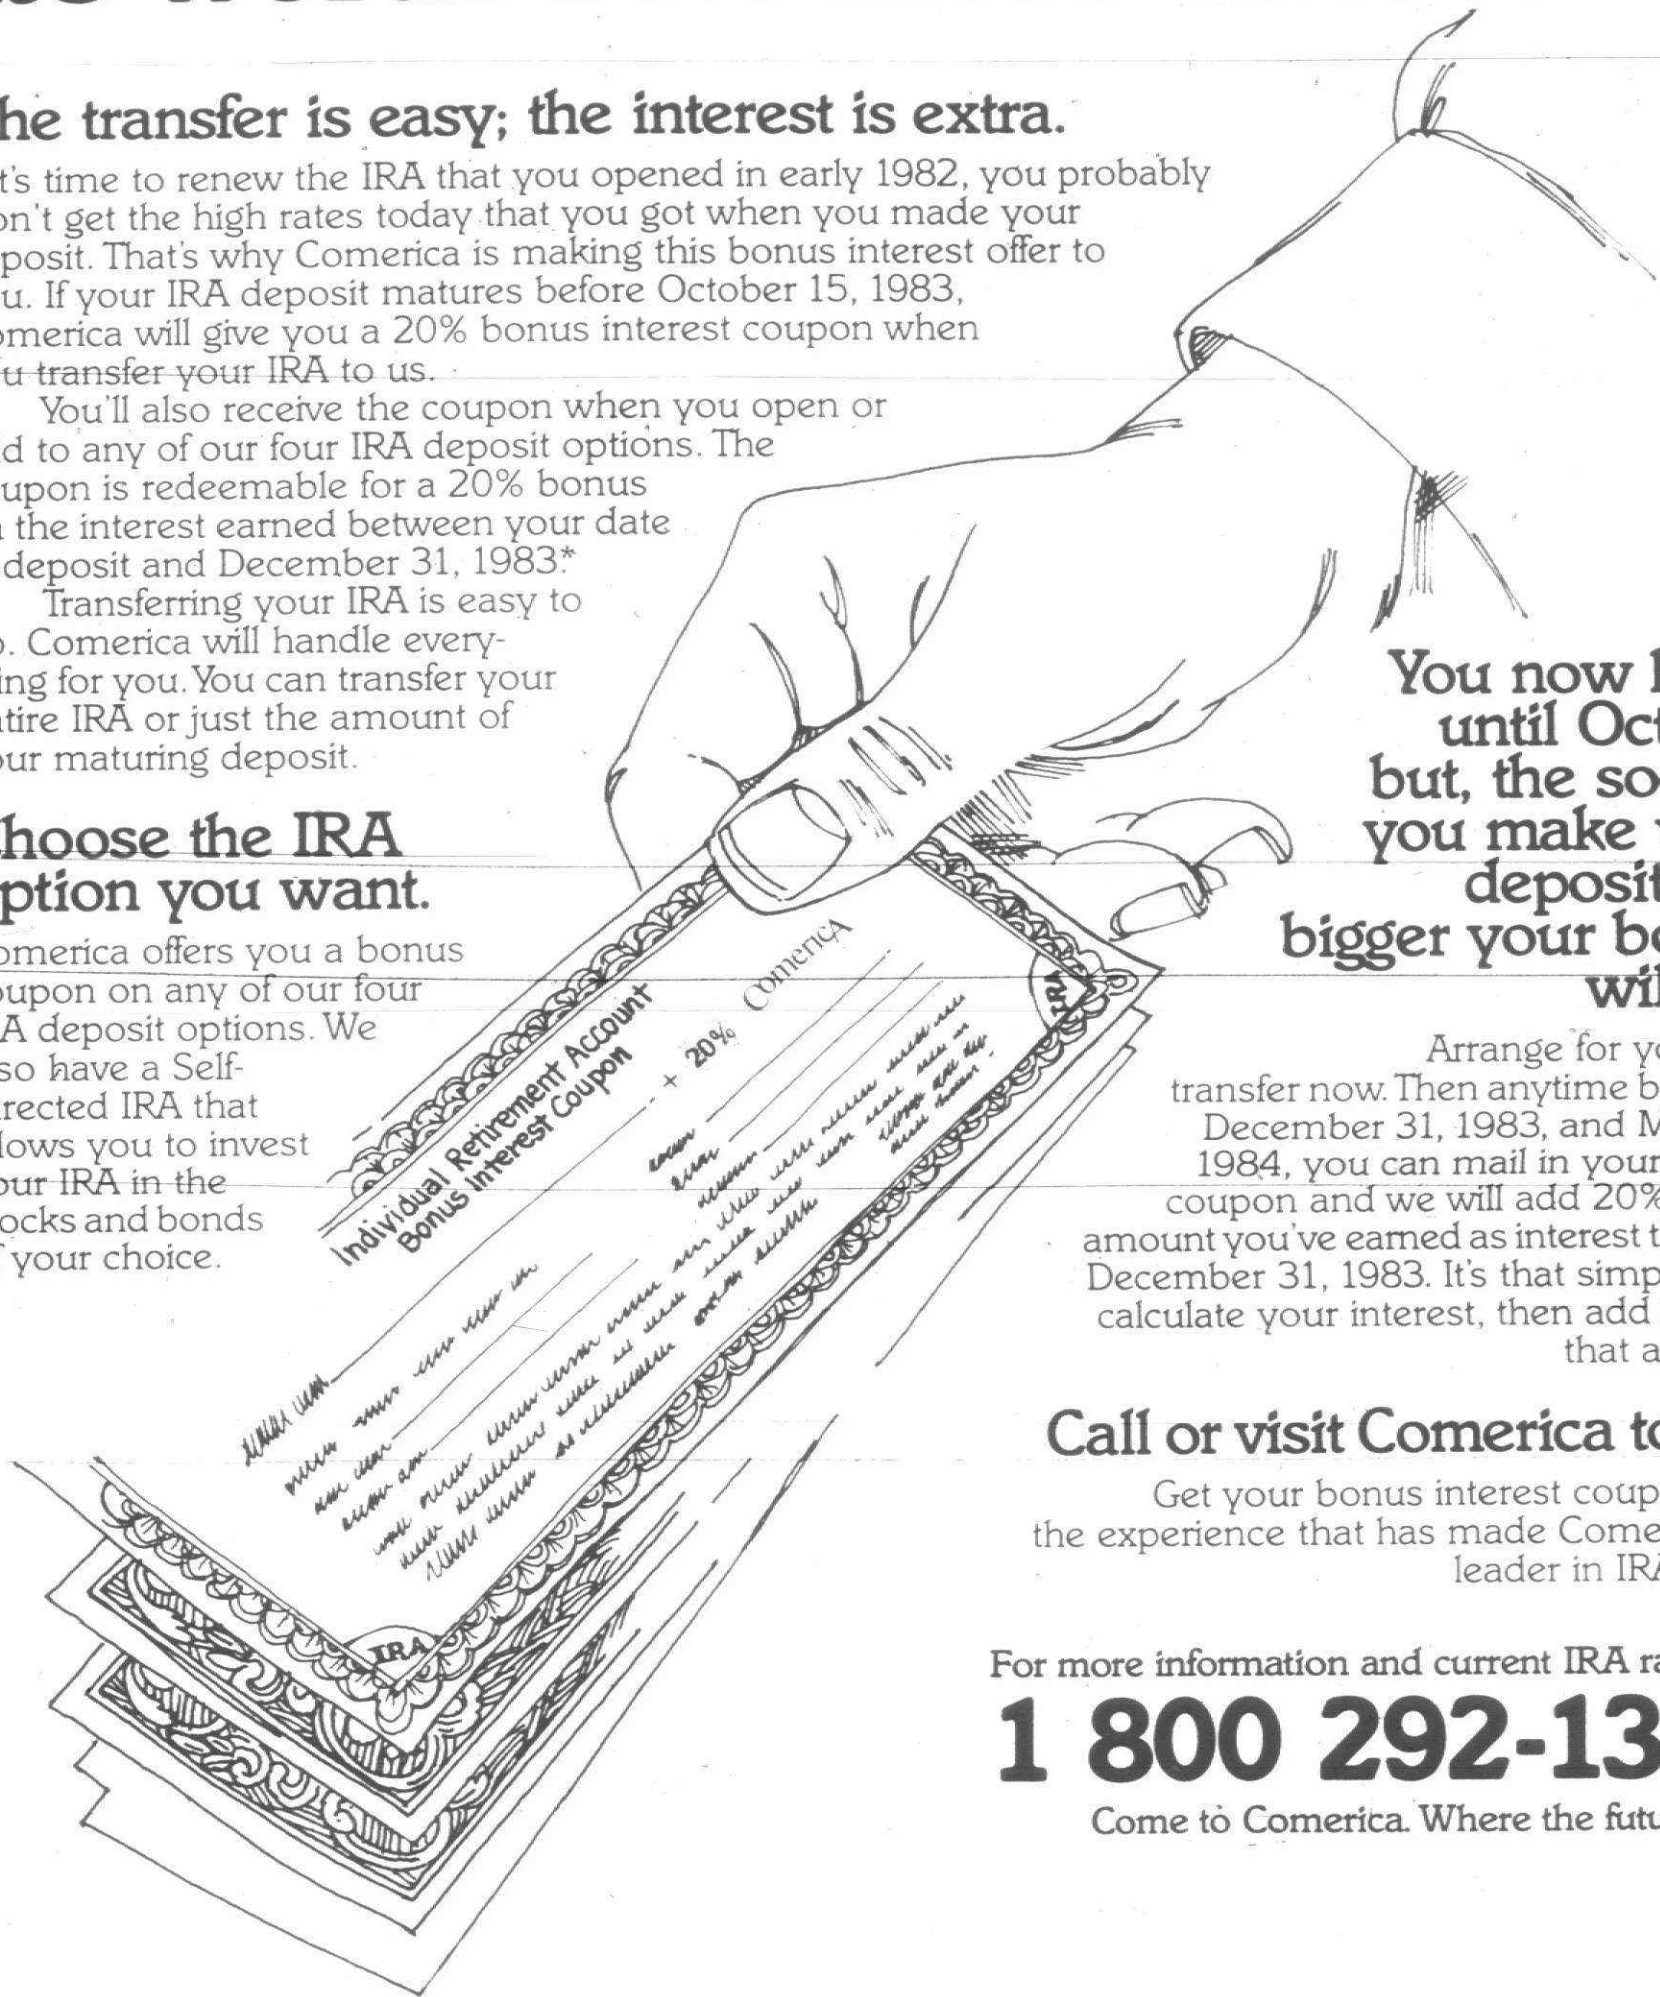 he transfer is easy; the interest is extra.
t's time to renew the IRA that you opened in early 1982, you probably
on't get the high rates today that you got when you made your
posit. That's why Comerica is making this bonus interest offer to
u. If your IRA deposit matures before October 15, 1983,
omerica will give you a 20% bonus interest coupon when
u transfer your IRA to us.
You'll also receive the coupon when you open or
d to any of our four IRA deposit options. The
upon is redeemable for a 20% bonus
the interest earned between your date
deposit and December 31, 1983.*
Transferring your IRA is easy to
o. Comerica will handle every-
ing for you. You can transfer your
tire IRA or just the amount of
our maturing deposit.
hoose the IRA
ption you want.
omerica offers you a bonus
oupon on any of our four
A deposit options. We
so have a Self-
rected IRA that
lows you to invest
our IRA in the
ocks and bonds
your choice.
Individual Retirement Account
Bonus Interest Coupon
+ 20%
Comerica
IRA
IRA
You now
until Oct
but, the so
you make
deposit
bigger your bo
wil
Arrange for yo
transfer now. Then anytime b
December 31, 1983, and M
1984, you can mail in your
coupon and we will add 20%
amount you've earned as interest t
December 31, 1983. It's that simp
calculate your interest, then add
that a
Call or visit Comerica to
Get your bonus interest coup
the experience that has made Come
leader in IRA
For more information and current IRA ra
1 800 292-13
Come to Comerica. Where the futu